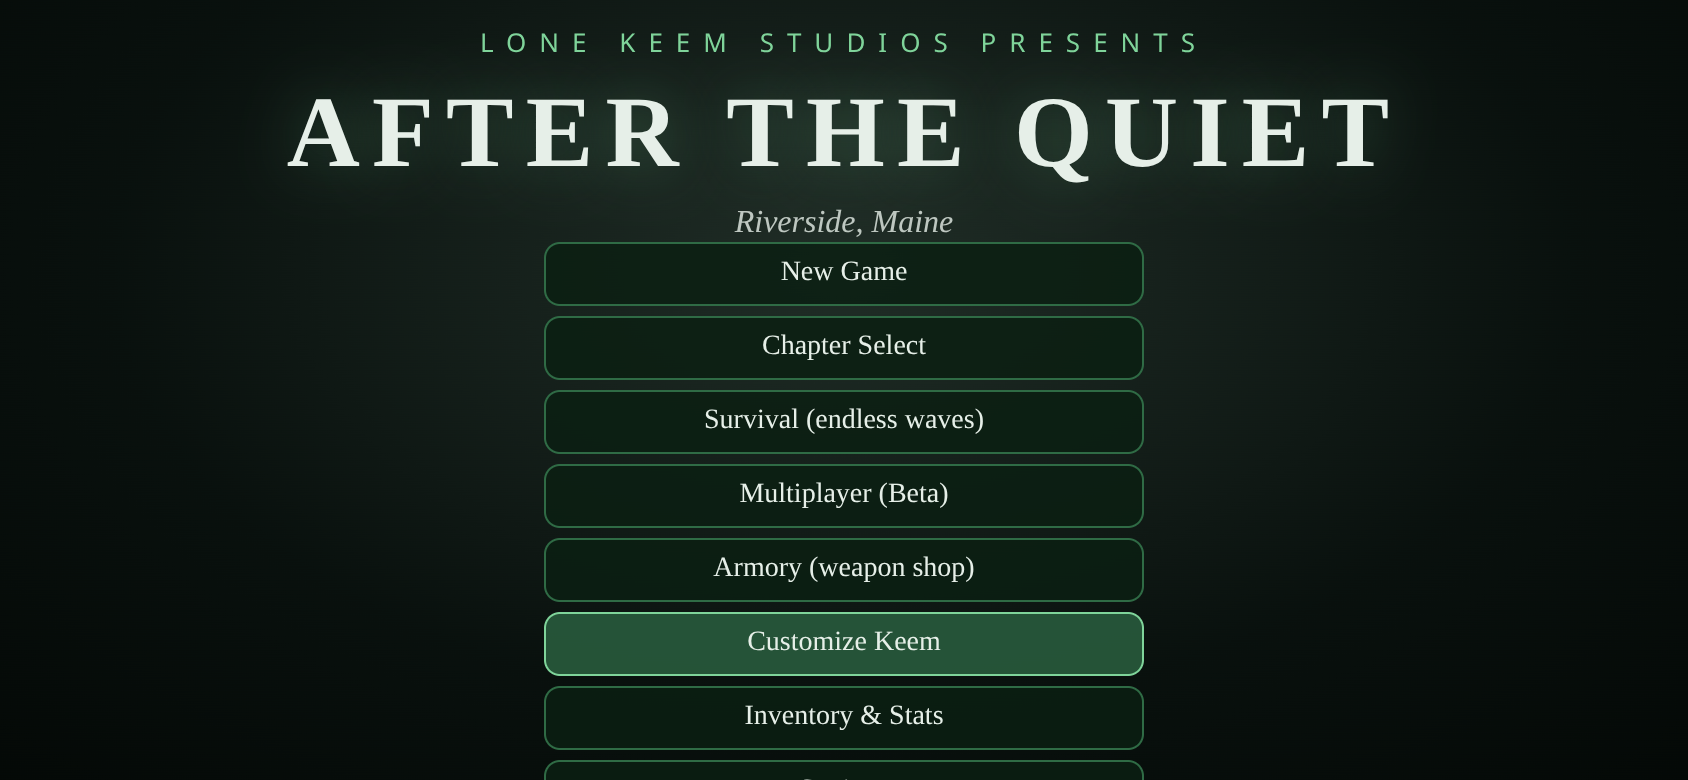 LONE KEEM STUDIOS PRESENTS
AFTER THE QUIET
Riverside, Maine
New Game
Chapter Select
Survival (endless waves)
Multiplayer (Beta)
Armory (weapon shop)
Customize Keem
Inventory & Stats